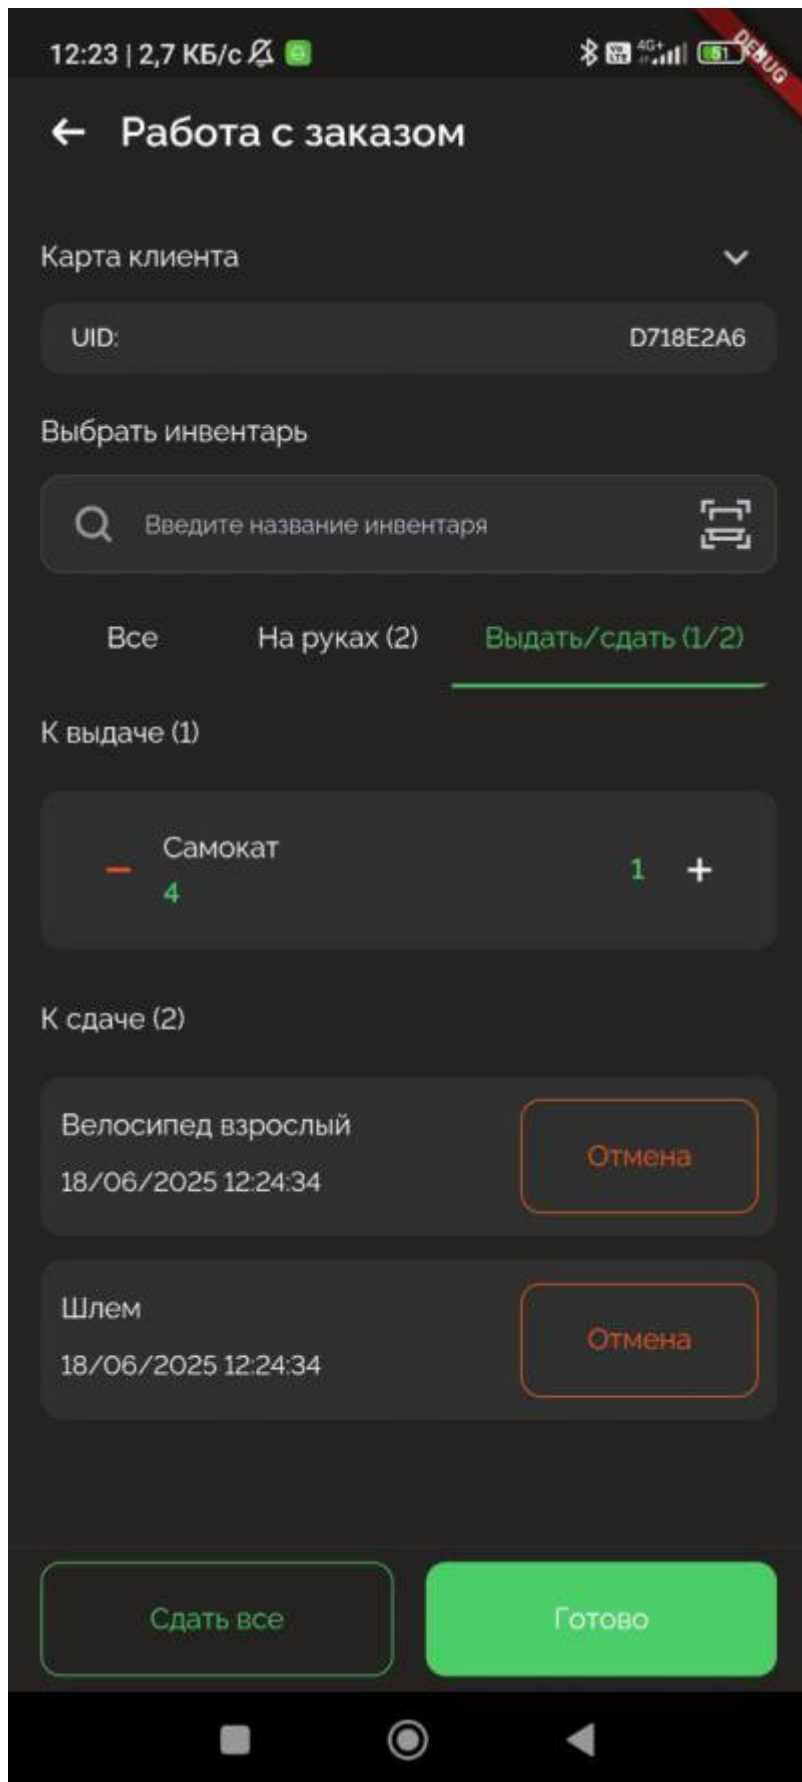 12:23 | 2,7 КБ/с
4G+
51
DEBUG
Работа с заказом
Карта клиента
UID: D718E2A6
Выбрать инвентарь
Введите название инвентаря
Все На руках (2) Выдать/сдать (1/2)
К выдаче (1)
Самокат
4
1
К сдаче (2)
Велосипед взрослый
18/06/2025 12:24:34
Отмена
Шлем
18/06/2025 12:24:34
Отмена
Сдать все Готово